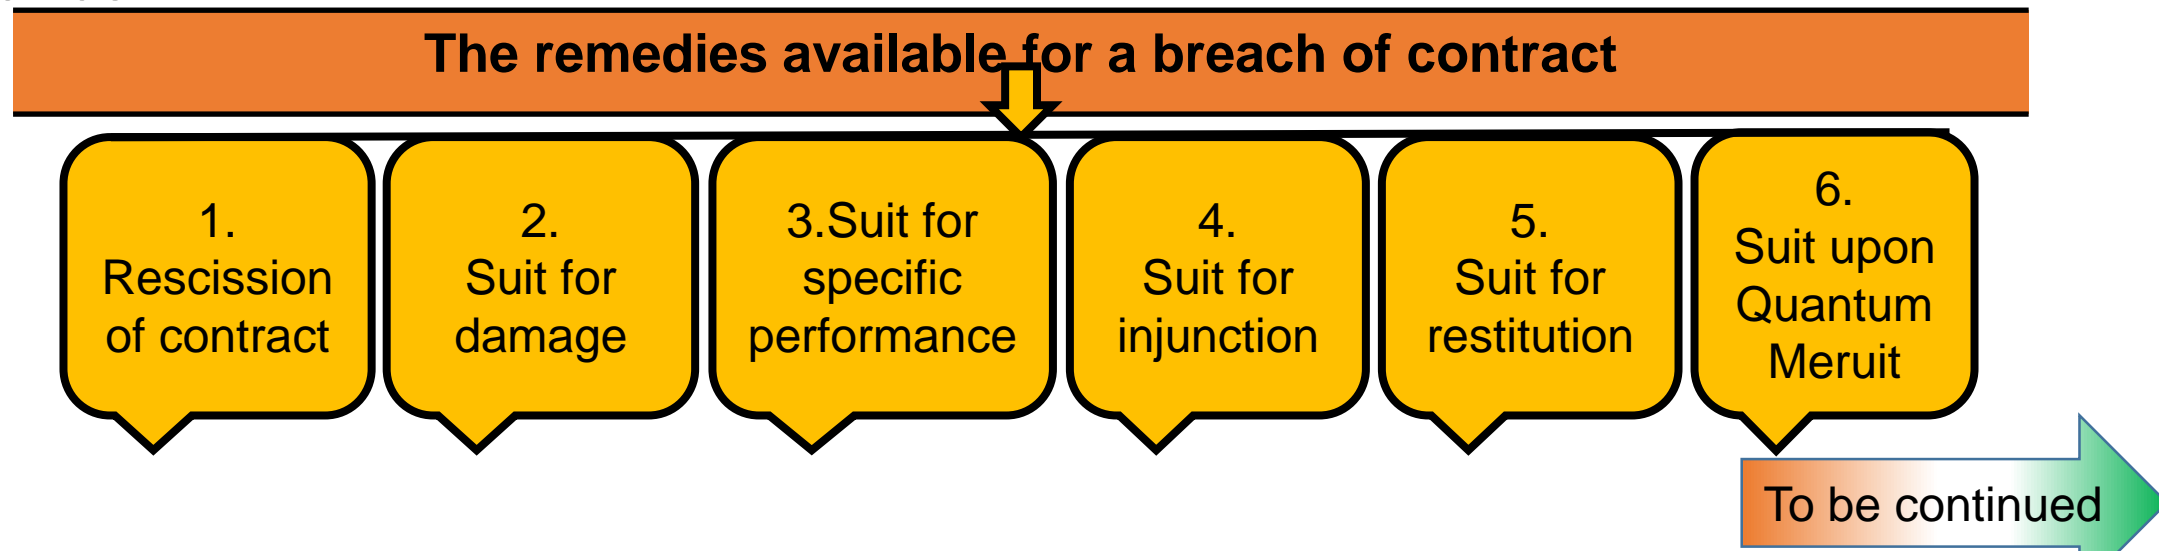 The remedies available for a breach of contract
1.
Rescission
of contract
2.
Suit for
damage
3.Suit for
specific
performance
4.
Suit for
injunction
5.
Suit for
restitution
6.
Suit upon
Quantum
Meruit
To be continued